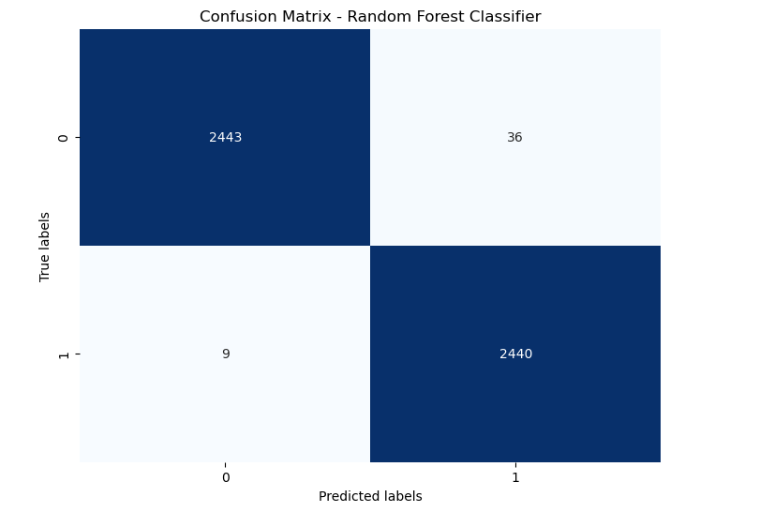 Confusion Matrix - Random Forest Classifier
True labels
0
2443
36
1
9
2440
0
1
Predicted labels